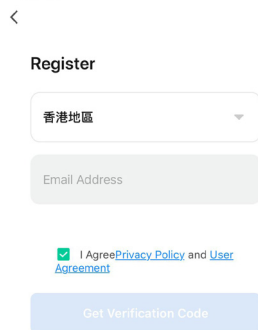 Register
香港地區
Email Address
I AgreePrivacy Policy and User
Agreement
Get Verification Code